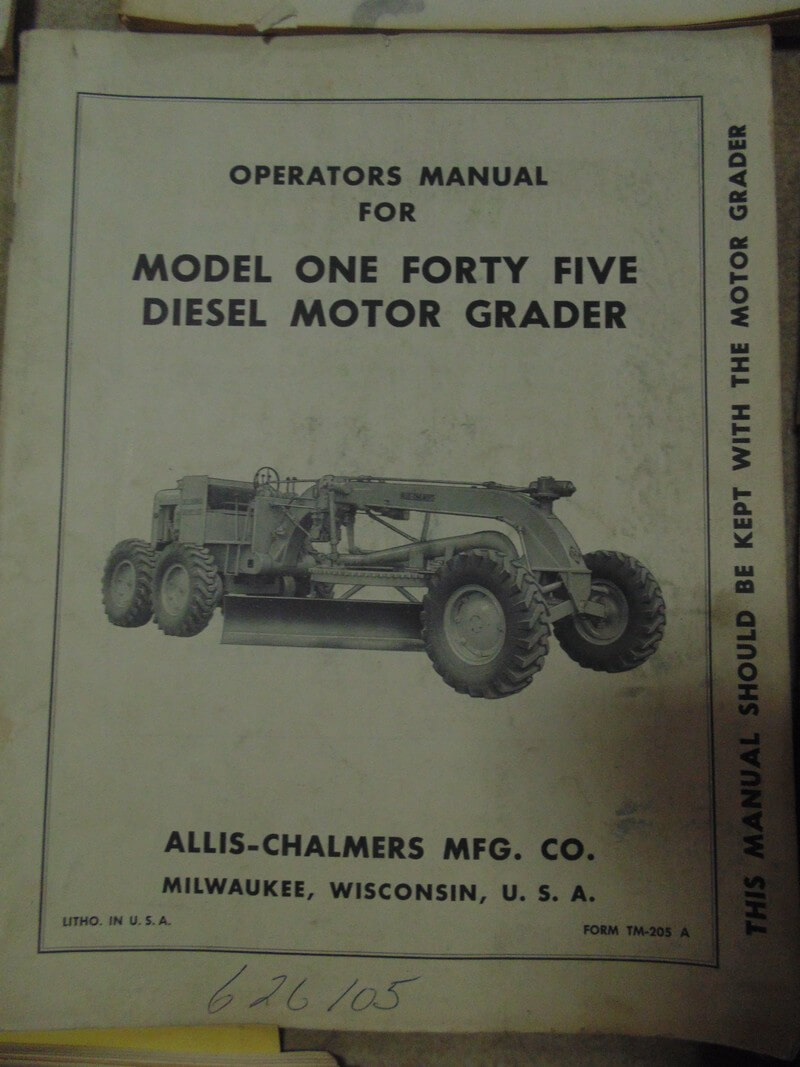 OPERATORS MANUAL
FOR
MODEL ONE FORTY FIVE
DIESEL MOTOR GRADER
ALLIS-CHALMERS MFG. CO.
MILWAUKEE, WISCONSIN, U. S. A.
LITHO. IN U. S. A.
FORM TM-205 A
THIS MANUAL SHOULD BE KEPT WITH THE MOTOR GRADER
626105